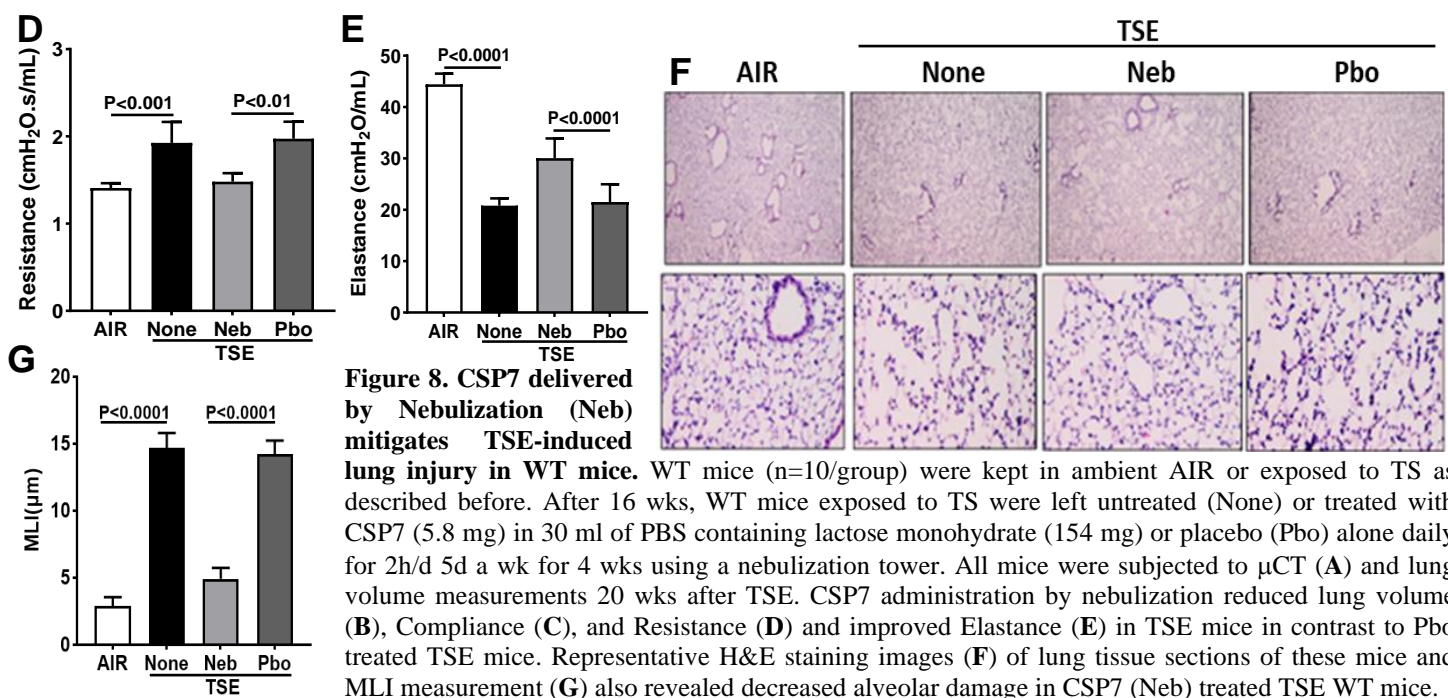 D
Resistance (cmH₂O.s/mL)
3
2
1
0
P<0.001
P<0.01
AIR None Neb Pbo
TSE
E
Elastance (cmH₂O/mL)
50
40
30
20
10
0
P<0.0001
P<0.0001
AIR None Neb Pbo
TSE
F
TSE
AIR None Neb Pbo
G
MLI(μm)
20
15
10
5
0
P<0.0001
P<0.0001
AIR None Neb Pbo
TSE
Figure 8. CSP7 delivered
by Nebulization (Neb)
mitigates TSE-induced
lung injury in WT mice. WT mice (n=10/group) were kept in ambient AIR or exposed to TS as
described before. After 16 wks, WT mice exposed to TS were left untreated (None) or treated with
CSP7 (5.8 mg) in 30 ml of PBS containing lactose monohydrate (154 mg) or placebo (Pbo) alone daily
for 2h/d 5d a wk for 4 wks using a nebulization tower. All mice were subjected to μCT (A) and lung
volume measurements 20 wks after TSE. CSP7 administration by nebulization reduced lung volume
(B), Compliance (C), and Resistance (D) and improved Elastance (E) in TSE mice in contrast to Pbo
treated TSE mice. Representative H&E staining images (F) of lung tissue sections of these mice and
MLI measurement (G) also revealed decreased alveolar damage in CSP7 (Neb) treated TSE WT mice.